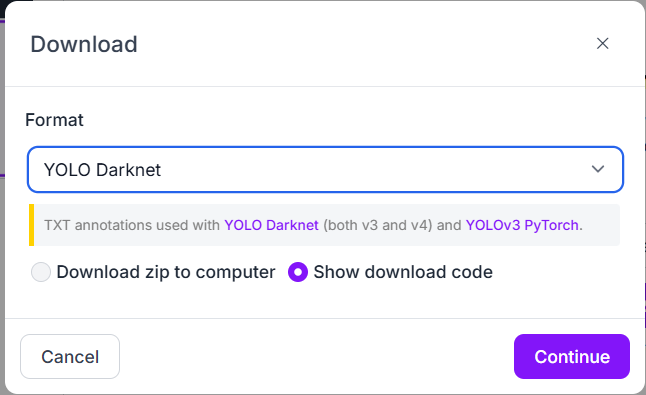 Download
Format
YOLO Darknet
TXT annotations used with YOLO Darknet (both v3 and v4) and YOLOv3 PyTorch.
Download zip to computer Show download code
Cancel Continue